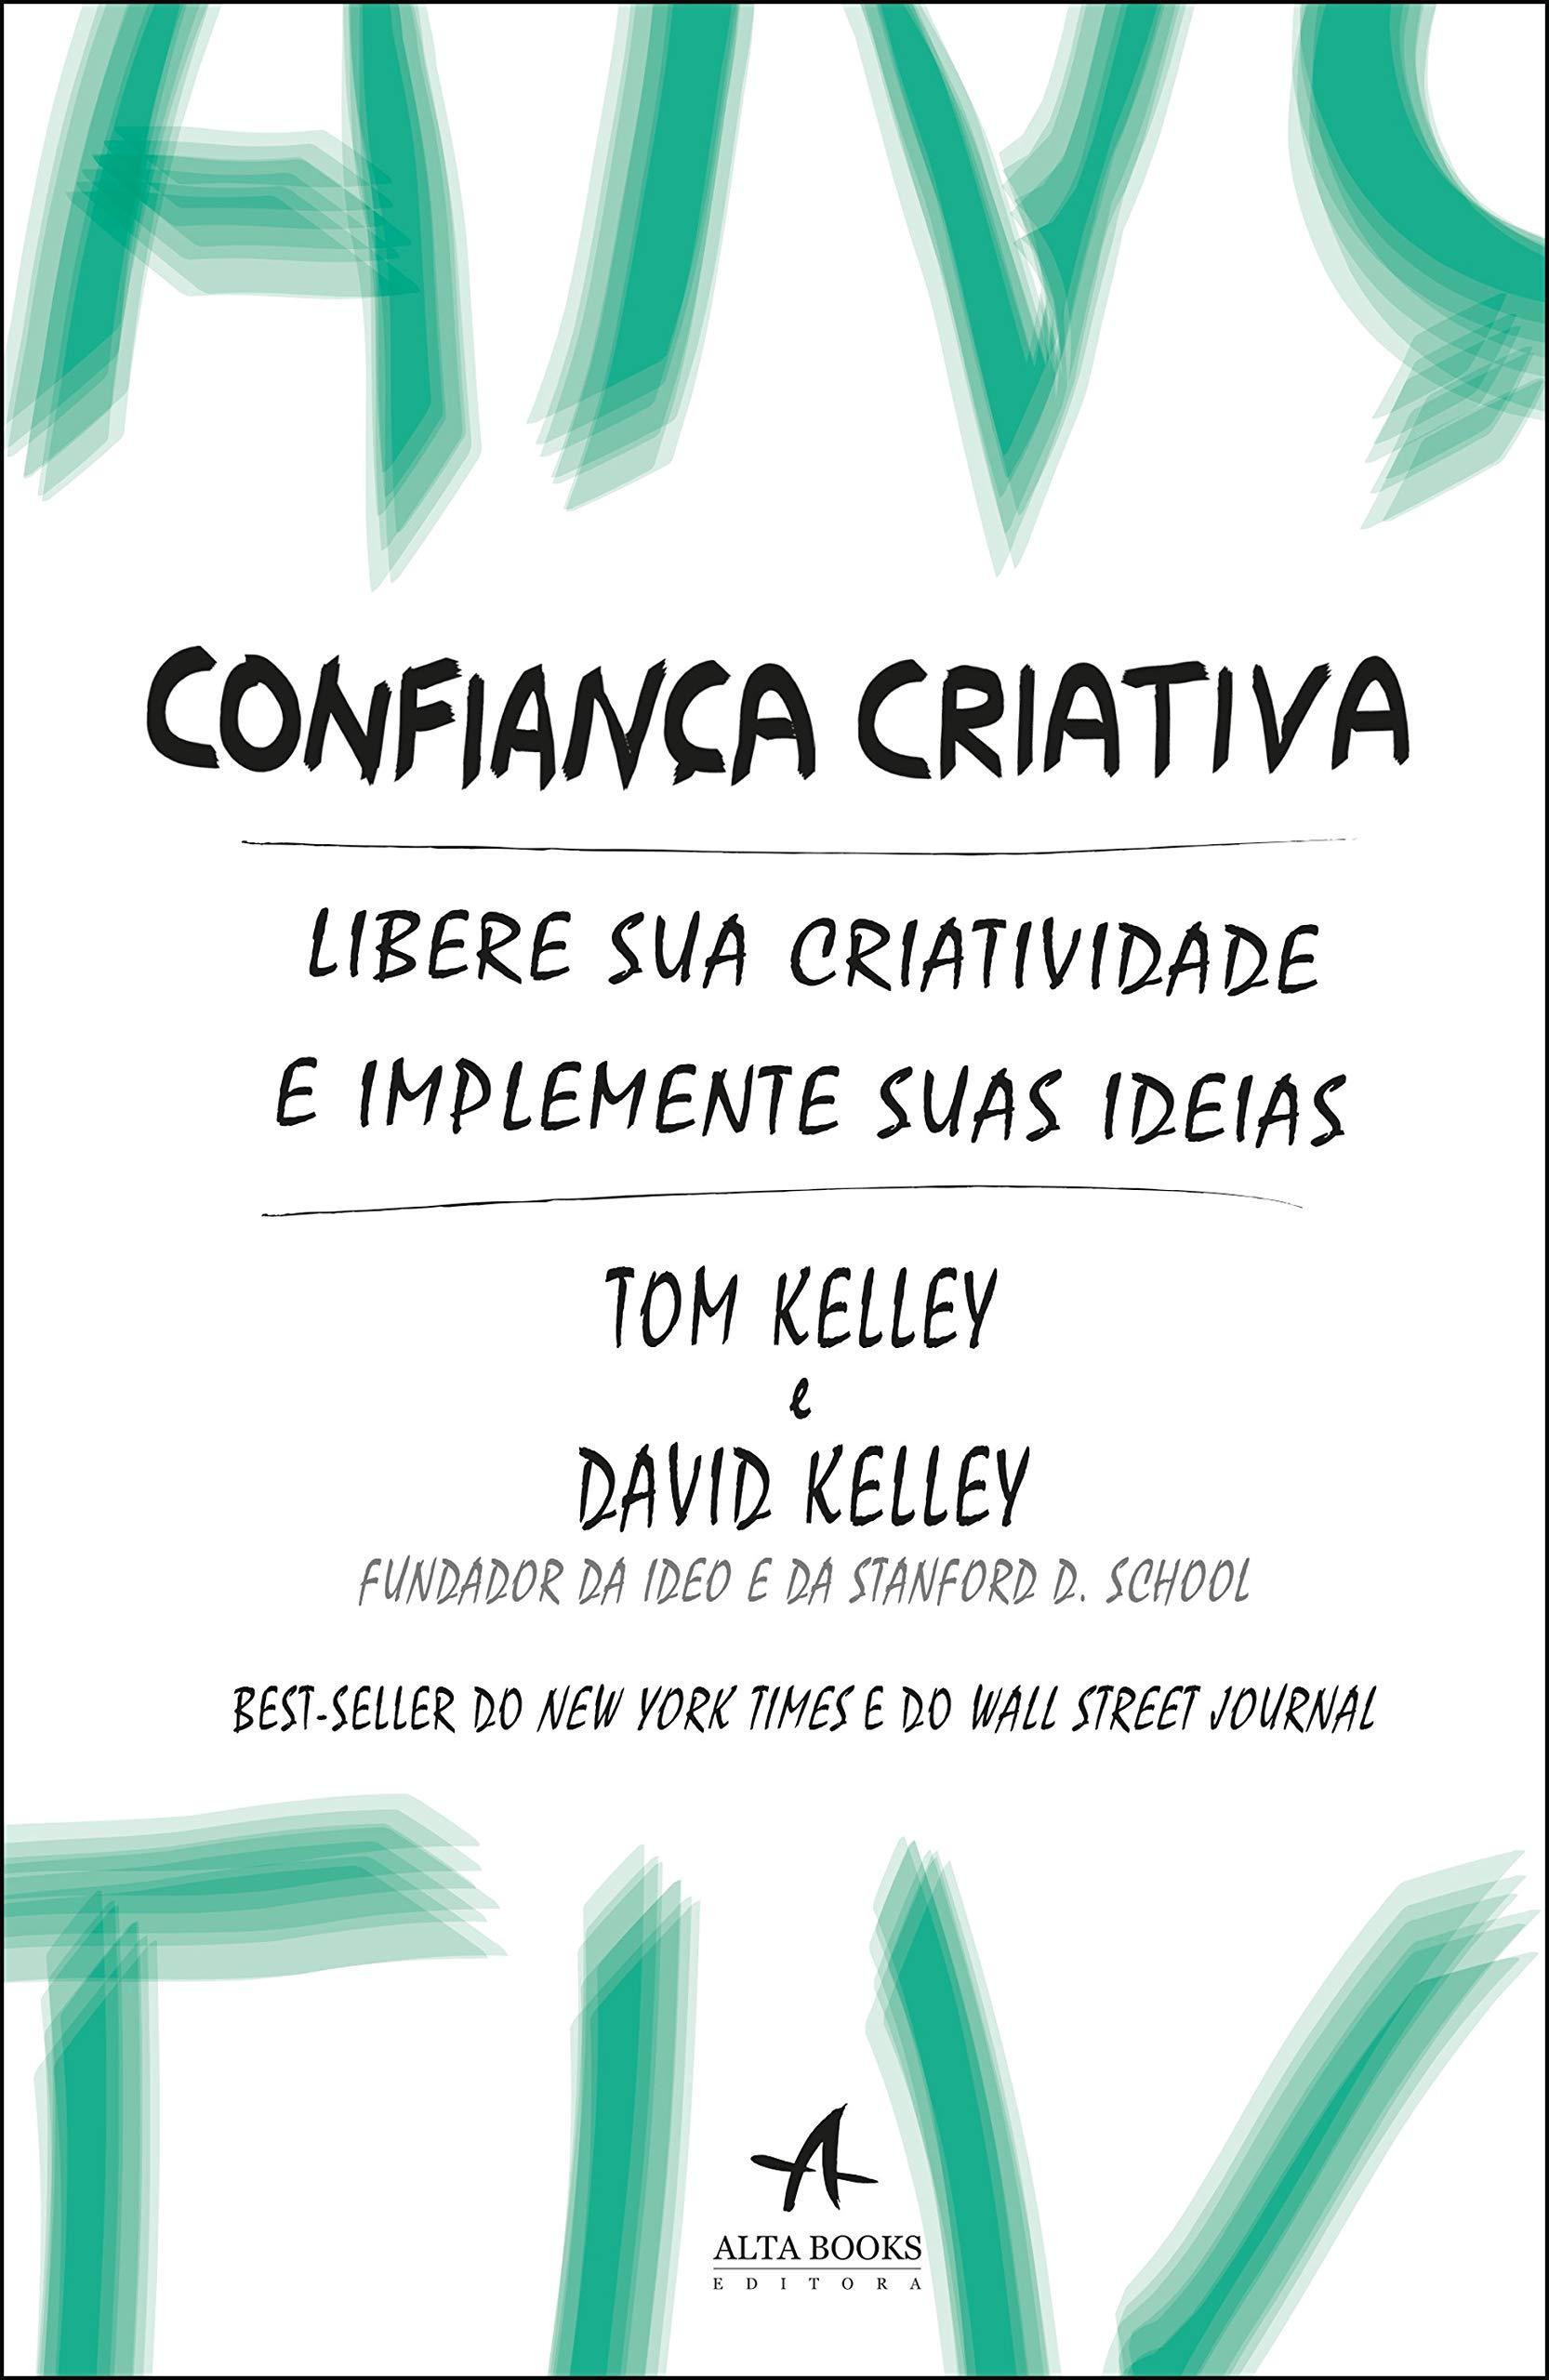 CONFIANÇA CRIATIVA
LIBERE SUA CRIATIVIDADE
E IMPLEMENTE SUAS IDEIAS
TOM KELLEY
e
DAVID KELLEY
FUNDADOR DA IDEO E DA STANFORD D. SCHOOL
BEST-SELLER DO NEW YORK TIMES E DO WALL STREET JOURNAL
TIV
A
ALTA BOOKS
EDITORA